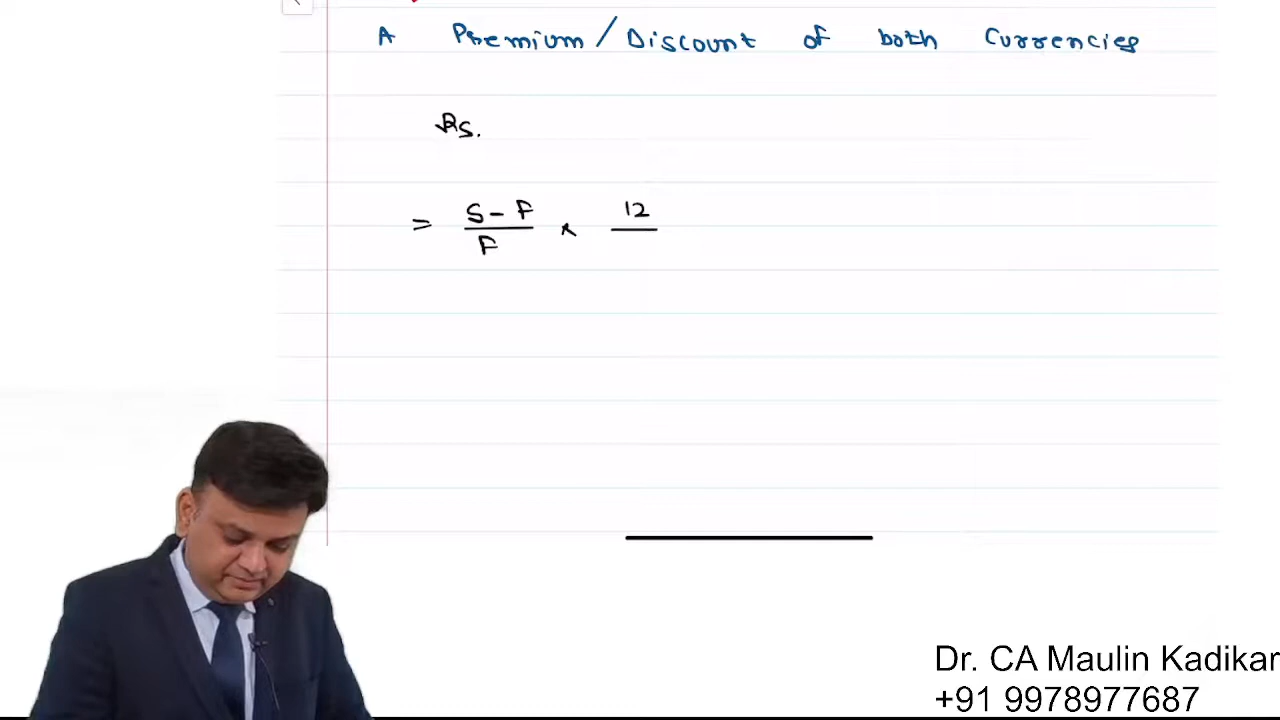 A Premium/Discount of both Currencies
Rs.
= S - F / F × 12
Dr. CA Maulin Kadikar
+91 9978977687